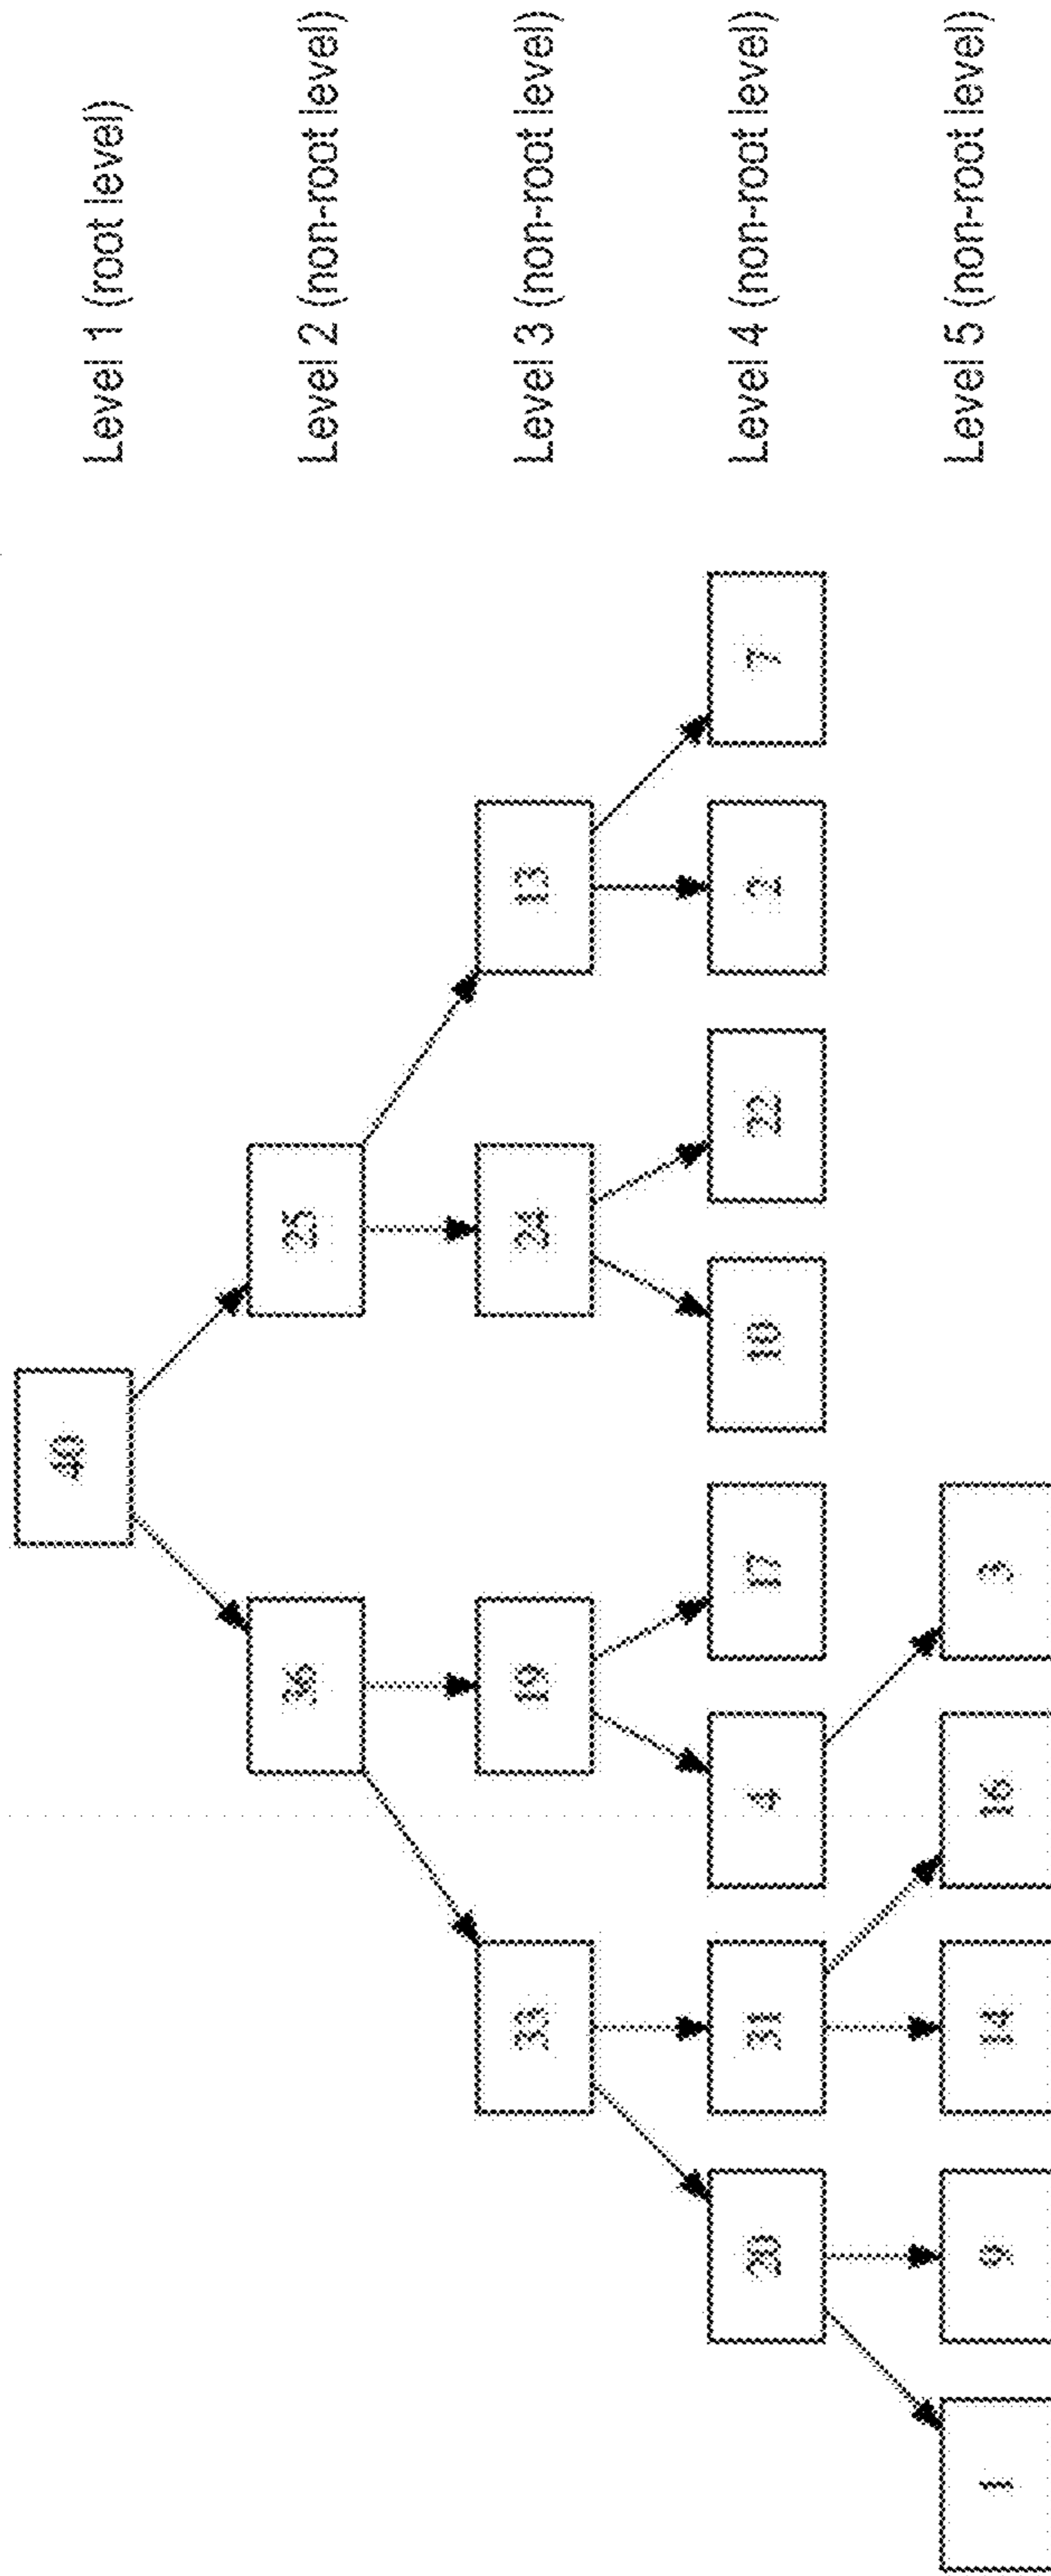 40 Level 1 (root level)
36 25 Level 2 (non-root level)
33 19 24 13 Level 3 (non-root level)
20 31 4 17 10 22 2 7 Level 4 (non-root level)
1 9 14 16 3 Level 5 (non-root level)